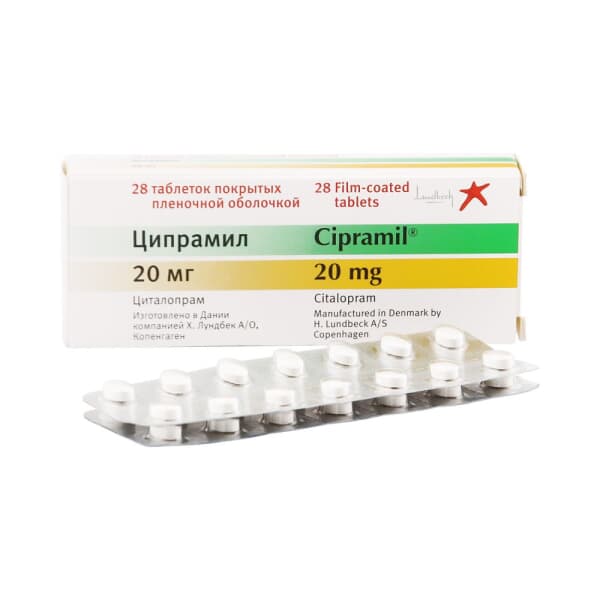 28 таблеток покрытых
пленочной оболочкой
28 Film-coated
tablets
Lundbeck
Ципрамил
Cipramil®
20 мг
20 mg
Циталопрам
Изготовлено в Дании
компанией Х. Лундбек А/О,
Копенгаген
Citalopram
Manufactured in Denmark by
H. Lundbeck A/S
Copenhagen